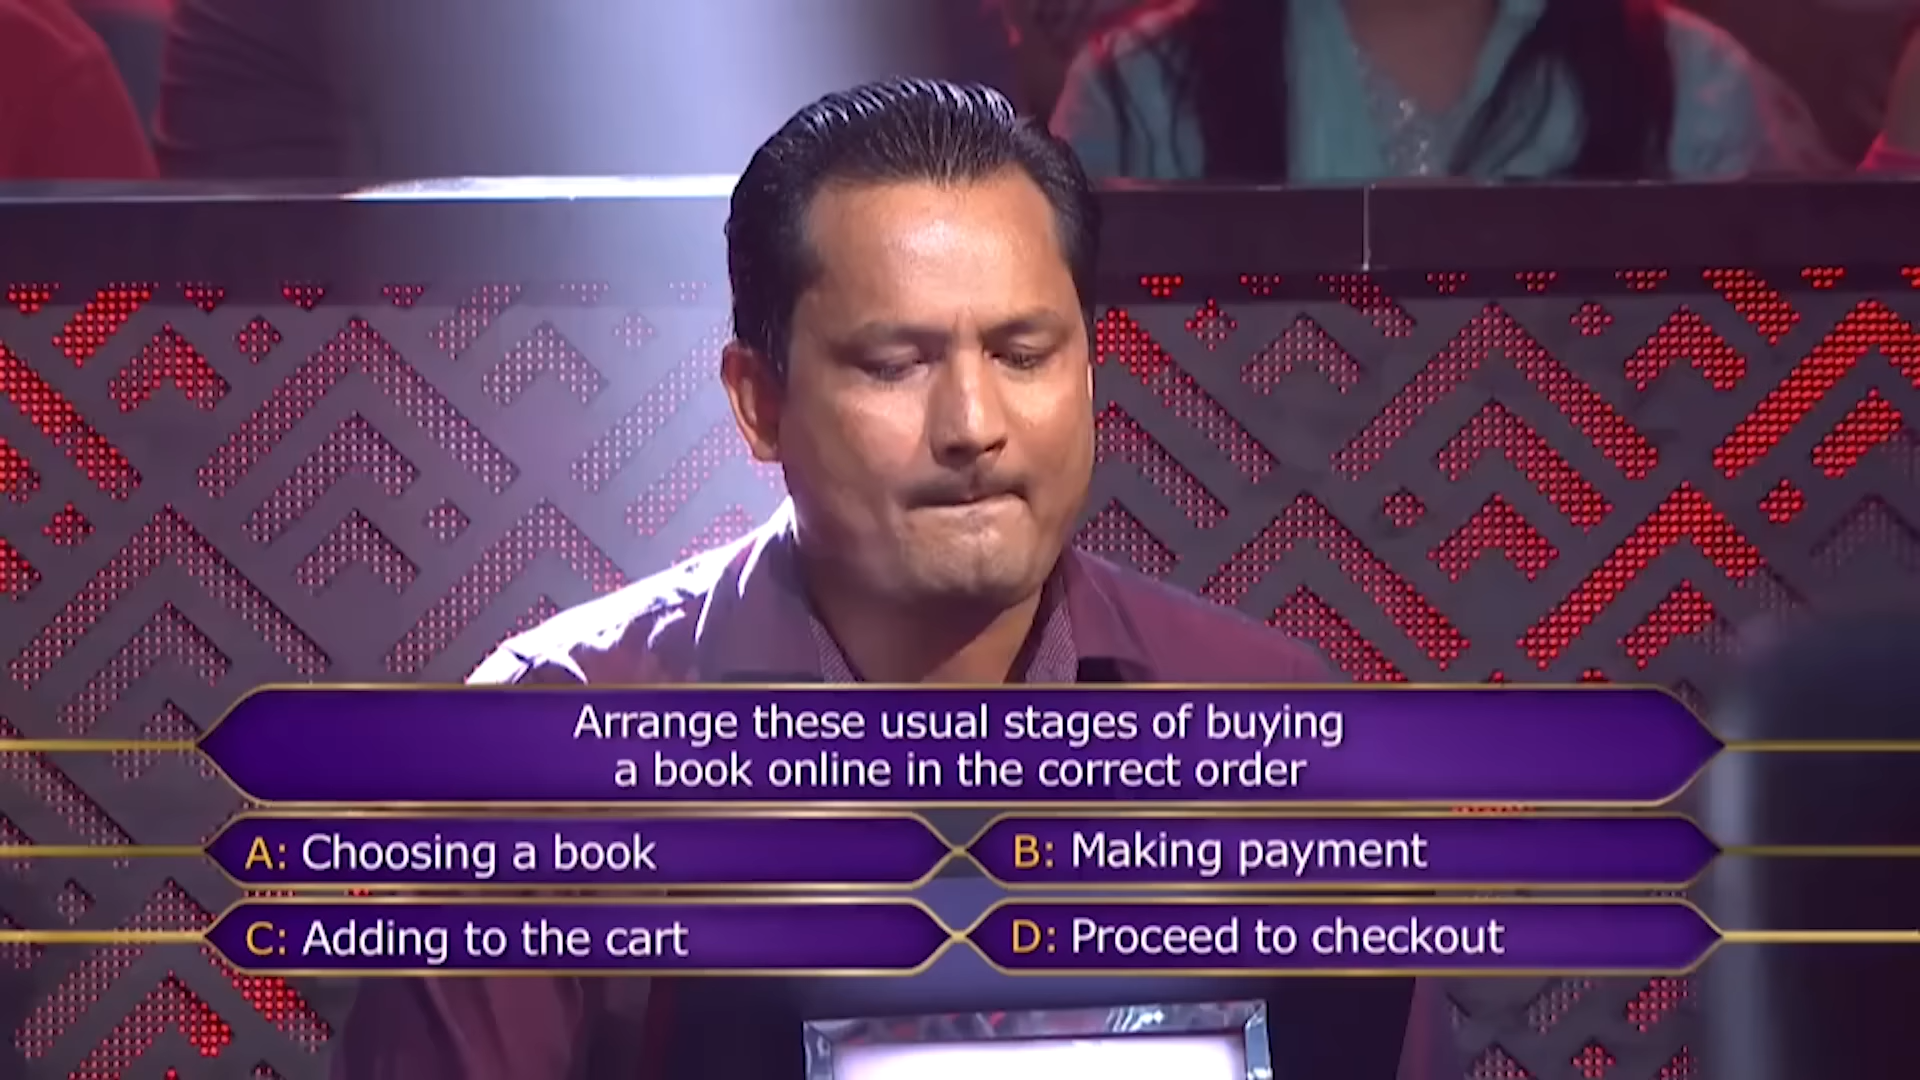 Arrange these usual stages of buying
a book online in the correct order
A: Choosing a book
B: Making payment
C: Adding to the cart
D: Proceed to checkout